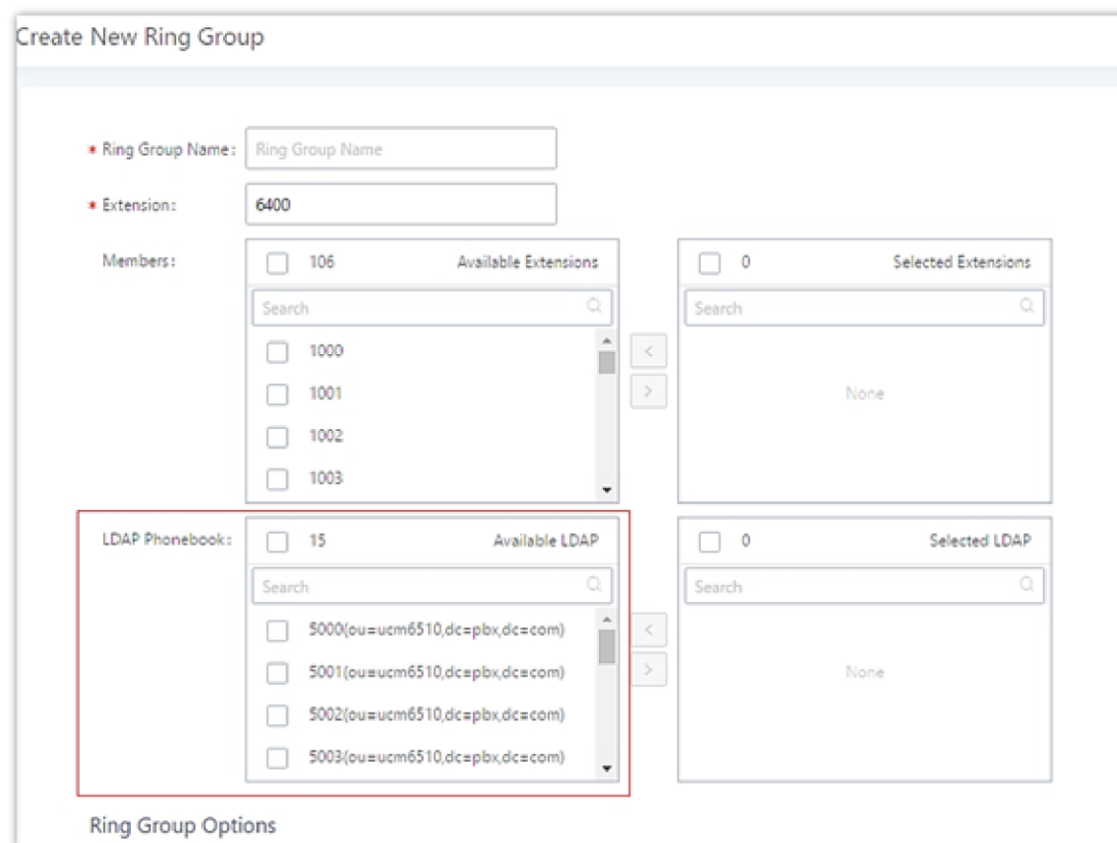 Create New Ring Group
* Ring Group Name: Ring Group Name
* Extension: 6400
Members: 106 Available Extensions 0 Selected Extensions
Search Search
1000
1001 None
1002
1003
< 
>
LDAP Phonebook: 15 Available LDAP 0 Selected LDAP
Search Search
5000(ou=ucm6510,dc=pbx,dc=com)
5001(ou=ucm6510,dc=pbx,dc=com) None
5002(ou=ucm6510,dc=pbx,dc=com)
5003(ou=ucm6510,dc=pbx,dc=com)
<
>
Ring Group Options